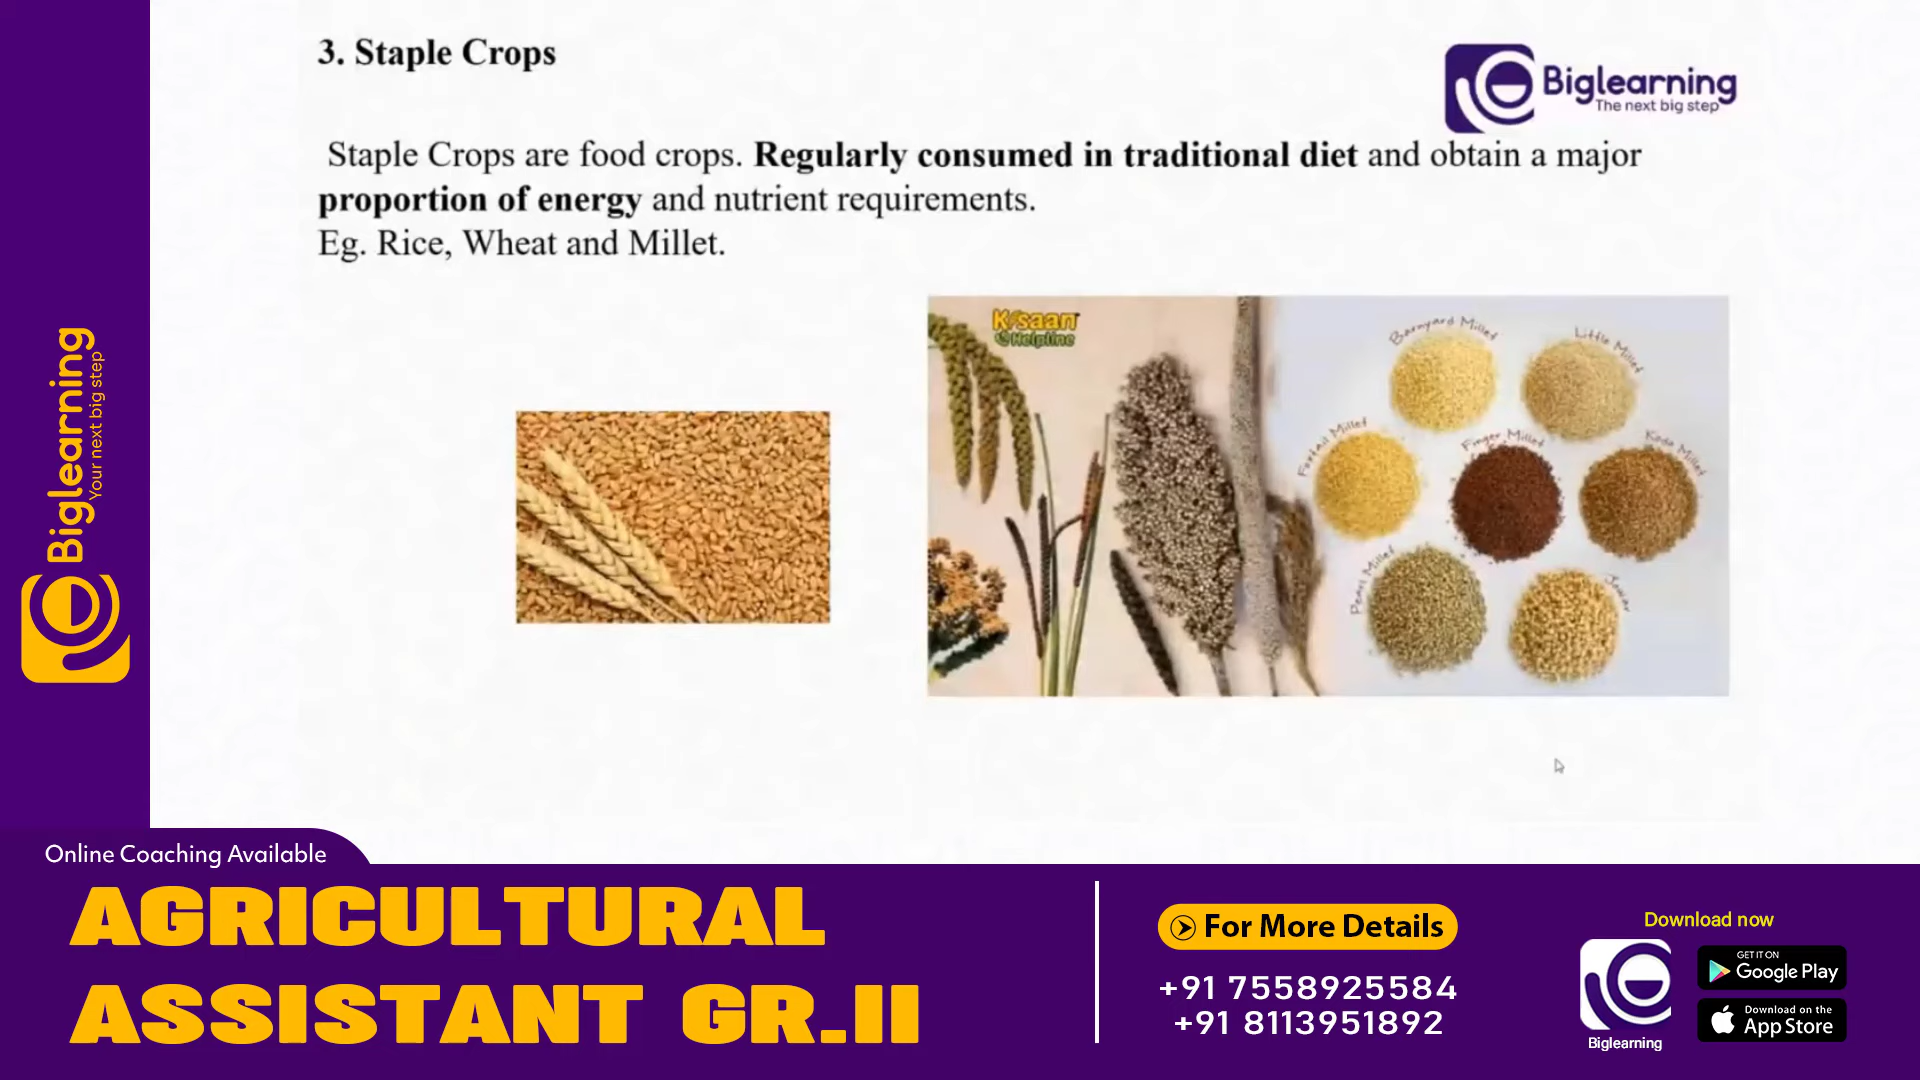 3. Staple Crops
Biglearning
The next big step
Staple Crops are food crops. Regularly consumed in traditional diet and obtain a major
proportion of energy and nutrient requirements.
Eg. Rice, Wheat and Millet.
Kisaan
Helpline
Barnyard Millet
Little Millet
Foxtail Millet
Finger Millet
Kodo Millet
Pearl Millet
Jowar
Biglearning
Your next big step
Online Coaching Available
AGRICULTURAL
ASSISTANT GR.II
For More Details
+91 7558925584
+91 8113951892
Download now
Biglearning
GET IT ON
Google Play
Download on the
App Store